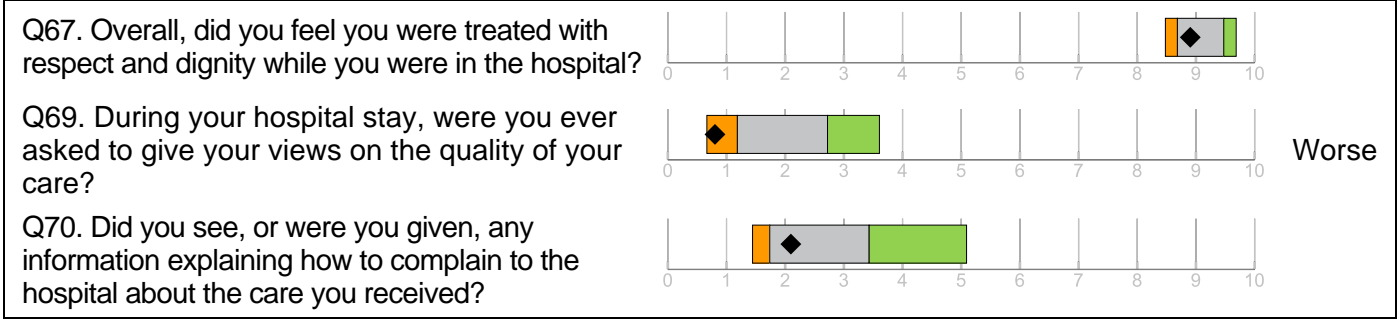 Q67. Overall, did you feel you were treated with
respect and dignity while you were in the hospital?
0 1 2 3 4 5 6 7 8 9 10
Q69. During your hospital stay, were you ever
asked to give your views on the quality of your
care?
0 1 2 3 4 5 6 7 8 9 10
Worse
Q70. Did you see, or were you given, any
information explaining how to complain to the
hospital about the care you received?
0 1 2 3 4 5 6 7 8 9 10